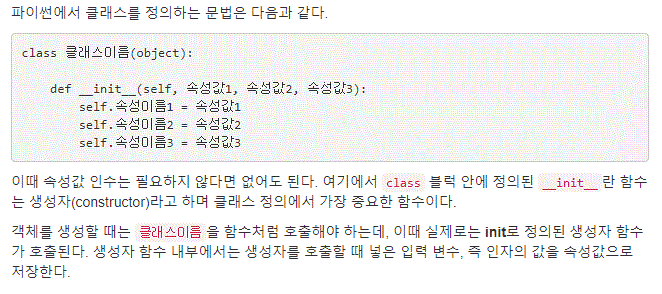 파이썬에서 클래스를 정의하는 문법은 다음과 같다.
class 클래스이름(object):
    def __init__(self, 속성값1, 속성값2, 속성값3):
        self.속성이름1 = 속성값1
        self.속성이름2 = 속성값2
        self.속성이름3 = 속성값3
이때 속성값 인수는 필요하지 않다면 없어도 된다. 여기에서 class 블럭 안에 정의된 __init__ 란 함수
는 생성자(constructor)라고 하며 클래스 정의에서 가장 중요한 함수이다.
객체를 생성할 때는 클래스이름 을 함수처럼 호출해야 하는데, 이때 실제로는 init로 정의된 생성자 함수
가 호출된다. 생성자 함수 내부에서는 생성자를 호출할 때 넣은 입력 변수, 즉 인자의 값을 속성값으로
저장한다.